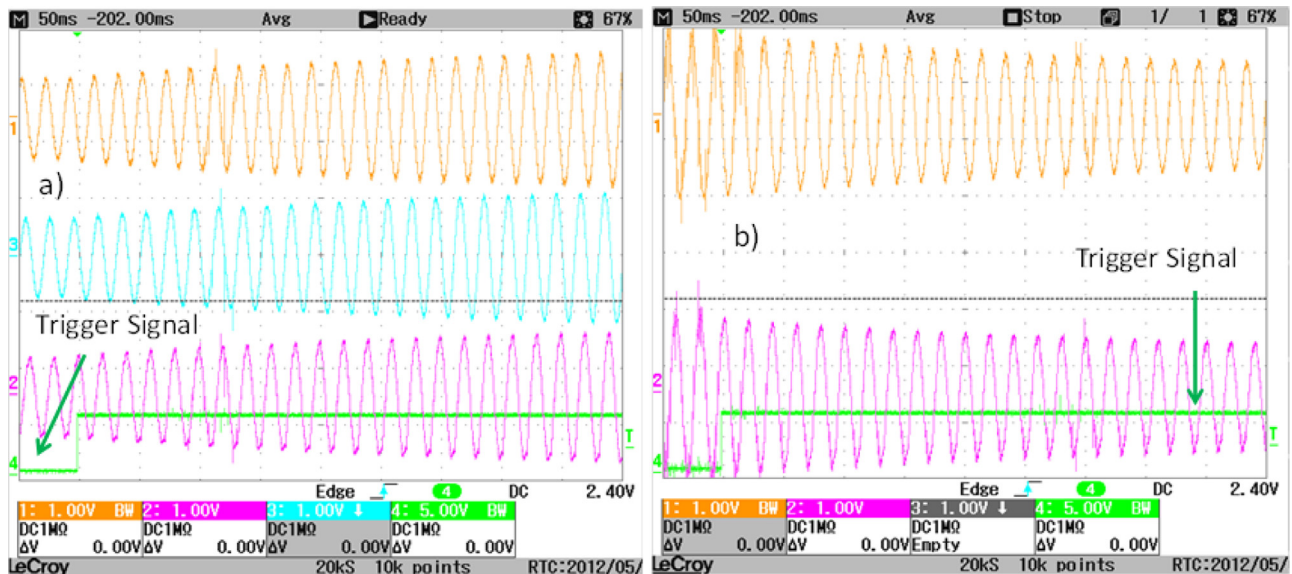 M 50ms -202.00ms Avg Ready 67%
1
a)
3
Trigger Signal
2
T
4
Edge 4 DC 2.40V
1: 1.00V BW 2: 1.00V 3: 1.00V ↓ 4: 5.00V BW
DC1MΩ DC1MΩ DC1MΩ DC1MΩ
ΔV 0.00V ΔV 0.00V ΔV 0.00V ΔV 0.00V
LeCroy 20kS 10k points RTC:2012/05/
M 50ms -202.00ms Avg Stop 1/ 1 67%
1
b)
Trigger Signal
2
T
4
Edge 4 DC 2.40V
1: 1.00V BW 2: 1.00V 3: 1.00V ↓ 4: 5.00V BW
DC1MΩ DC1MΩ DC1MΩ DC1MΩ
ΔV 0.00V ΔV 0.00V Empty ΔV 0.00V
LeCroy 20kS 10k points RTC:2012/05/